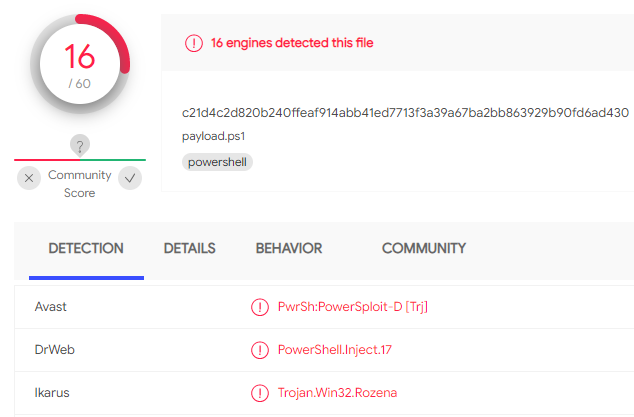 16
/ 60
16 engines detected this file
c21d4c2d820b240ffeaf914abb41ed7713f3a39a67ba2bb863929b90fd6ad430
payload.ps1
powershell
?
Community
Score
DETECTION DETAILS BEHAVIOR COMMUNITY
Avast PwrSh:PowerSploit-D [Trj]
DrWeb PowerShell.Inject.17
Ikarus Trojan.Win32.Rozena